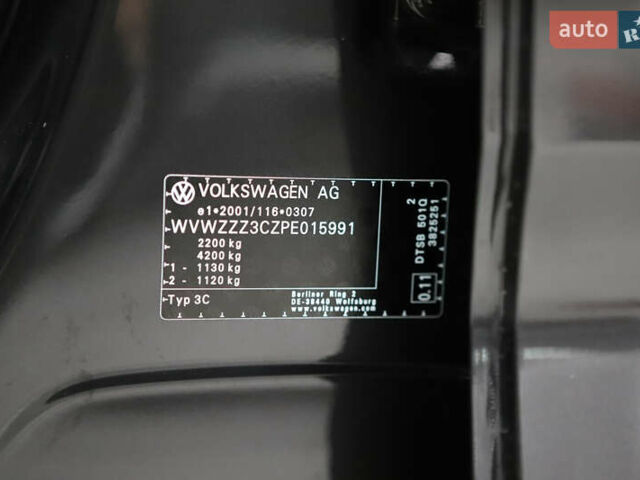 auto
R
VOLKSWAGEN AG
e1*2001/116*0307
WVWZZZ3CZPE015991
2200 kg
4200 kg
1 - 1130 kg
2 - 1120 kg
Typ 3C
Berliner Ring 2
DE-38440 Wolfsburg
www.volkswagen.com
2
DTSB 501Q
3825251
0.11